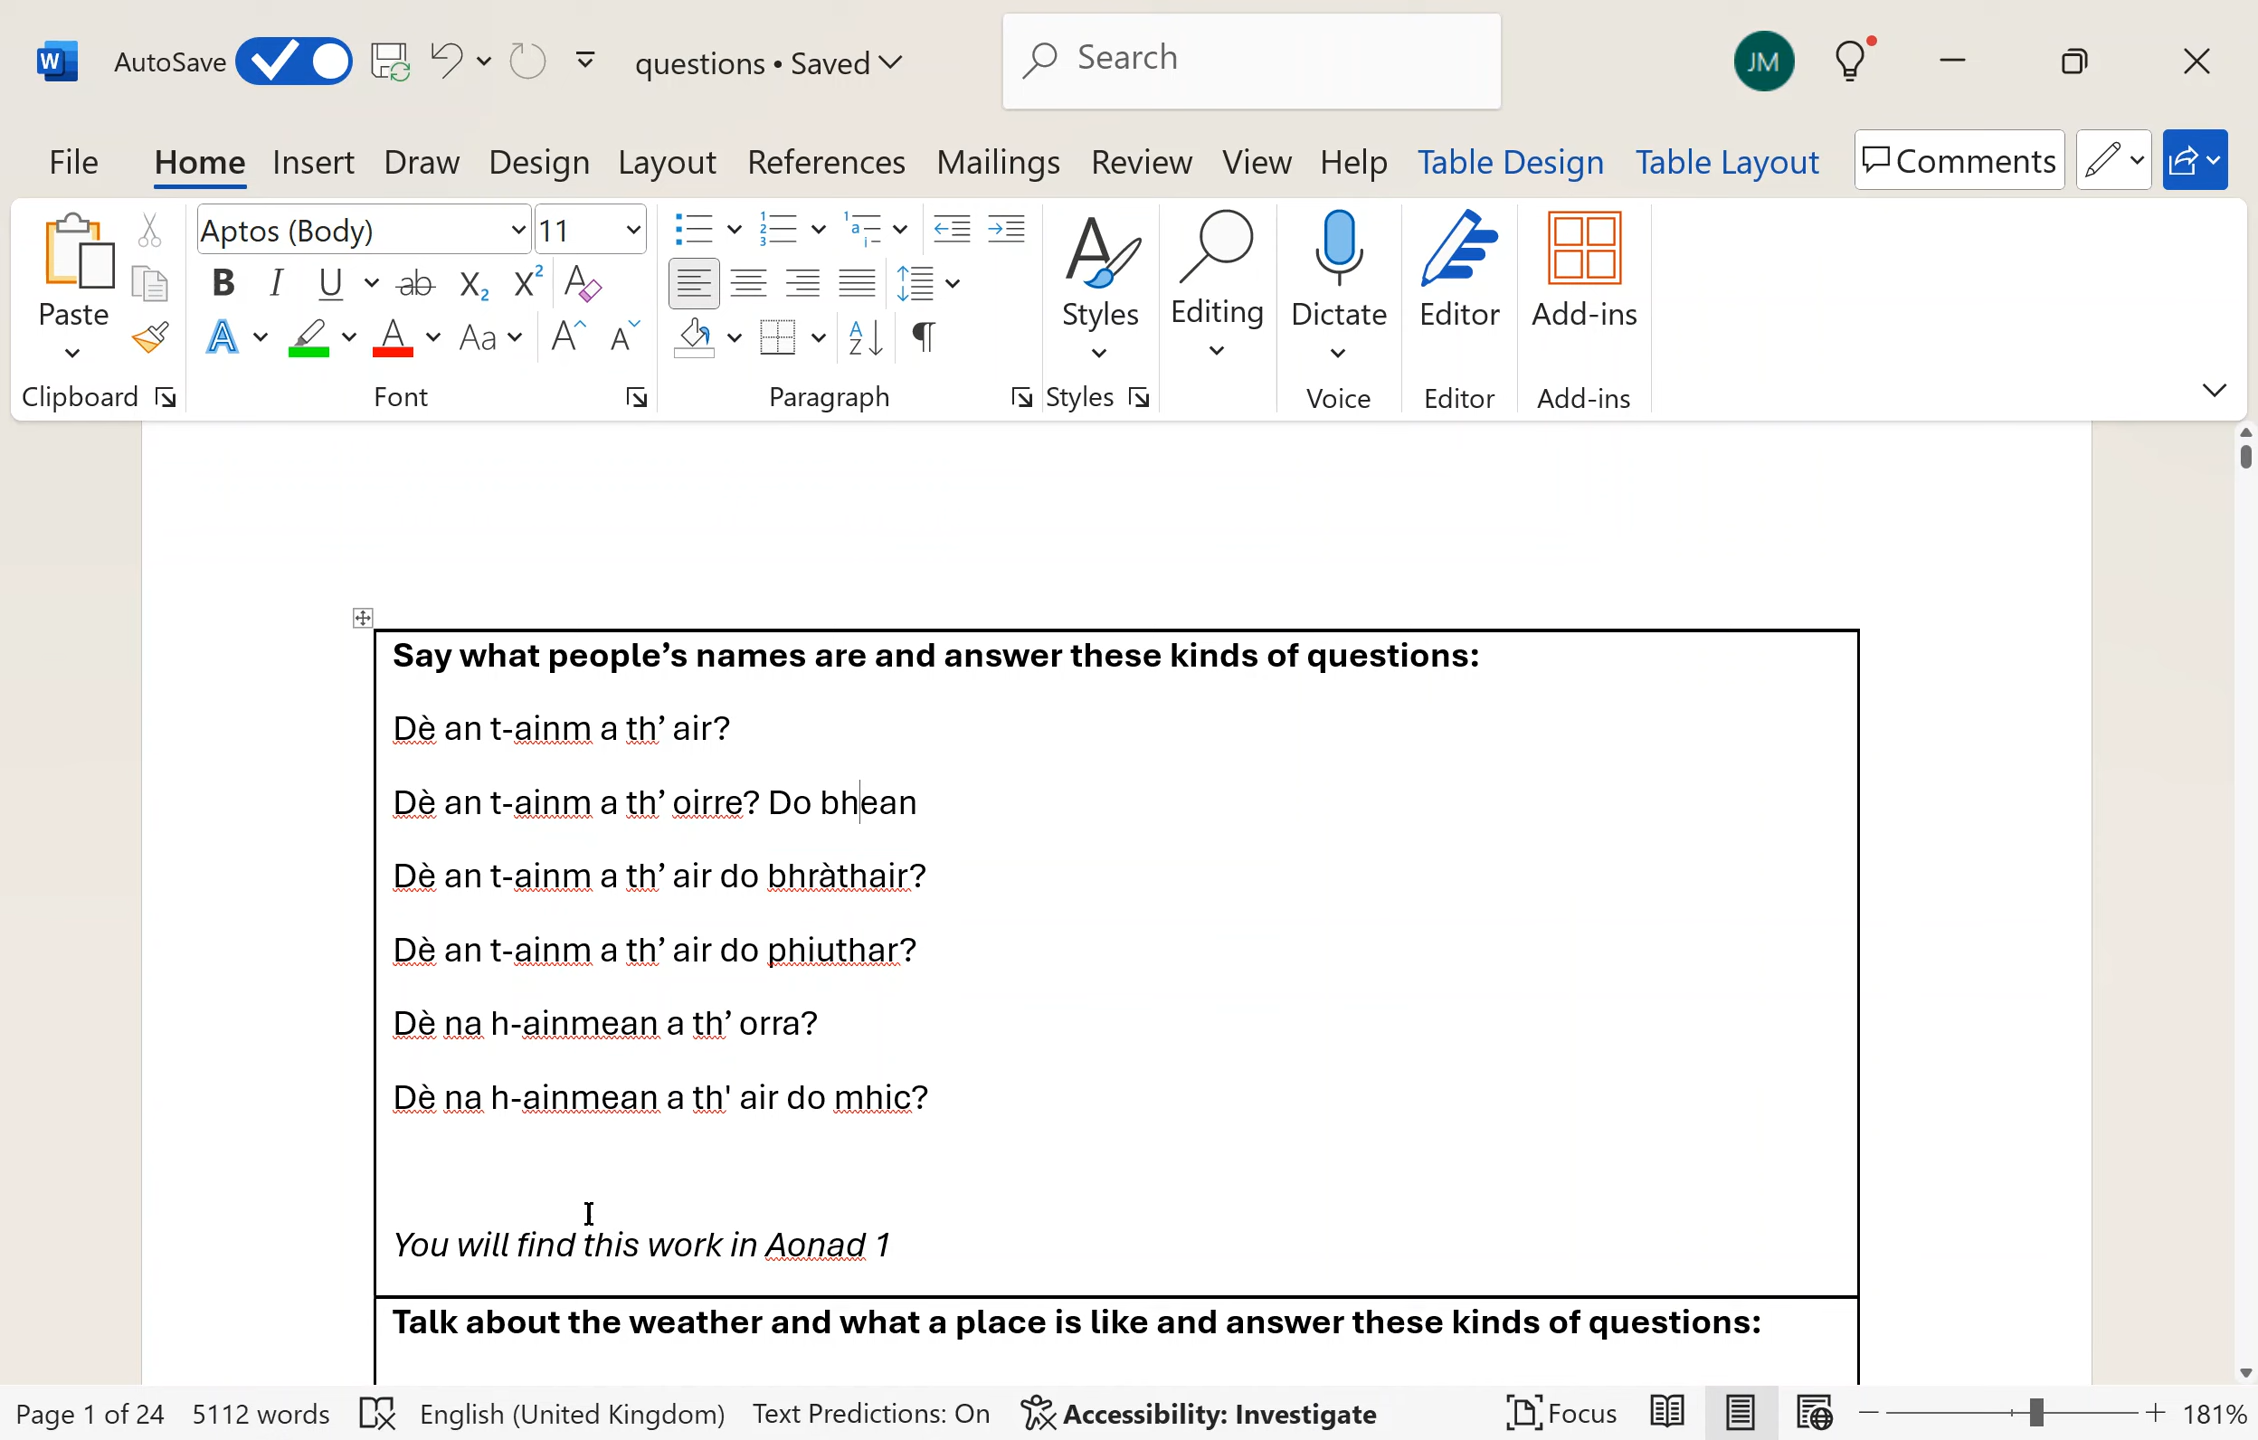 AutoSave
questions • Saved
Search
JM
File Home Insert Draw Design Layout References Mailings Review View Help Table Design Table Layout Comments
Paste
Clipboard
Aptos (Body) 11
Font
Paragraph
Styles
Styles
Editing
Dictate
Voice
Editor
Editor
Add-ins
Add-ins
Say what people’s names are and answer these kinds of questions:
Dè an t-ainm a th’ air?
Dè an t-ainm a th’ oirre? Do bhean
Dè an t-ainm a th’ air do bhràthair?
Dè an t-ainm a th’ air do phiuthar?
Dè na h-ainmean a th’ orra?
Dè na h-ainmean a th' air do mhic?
You will find this work in Aonad 1
Talk about the weather and what a place is like and answer these kinds of questions:
Page 1 of 24 5112 words English (United Kingdom) Text Predictions: On Accessibility: Investigate Focus 181%